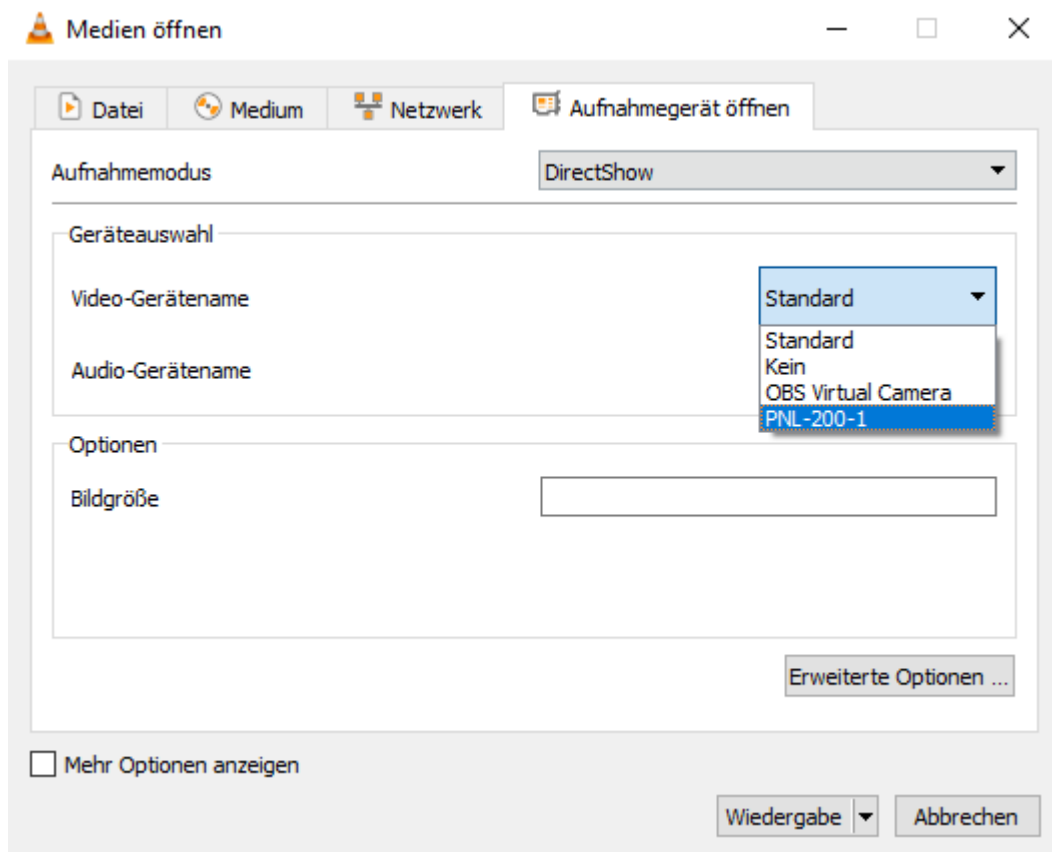 Medien öffnen
Datei Medium Netzwerk Aufnahmegerät öffnen
Aufnahmemodus DirectShow
Geräteauswahl
Video-Gerätename Standard
Standard
Audio-Gerätename Kein
OBS Virtual Camera
PNL-200-1
Optionen
Bildgröße
Erweiterte Optionen ...
Mehr Optionen anzeigen
Wiedergabe Abbrechen